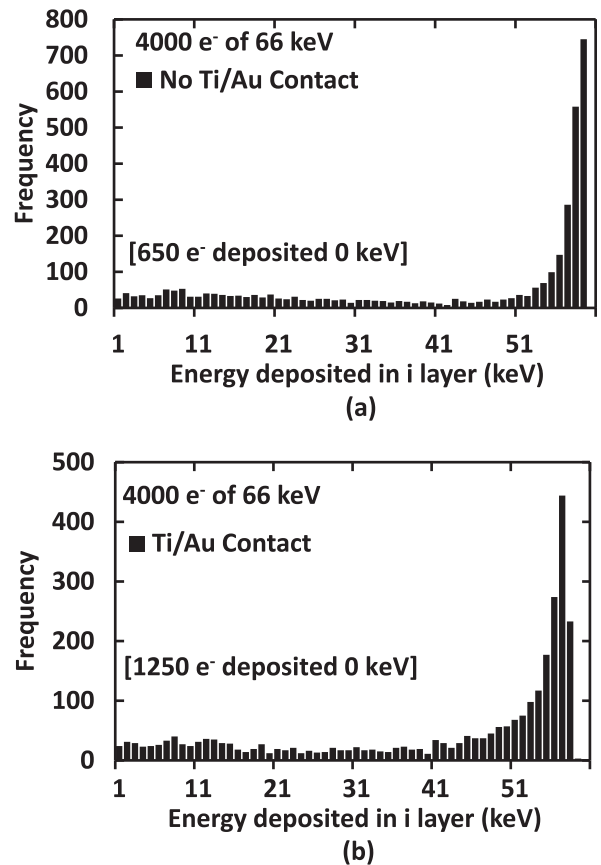 800
700
600
500
400
300
200
100
0
Frequency
4000 e⁻ of 66 keV
No Ti/Au Contact
[650 e⁻ deposited 0 keV]
1 11 21 31 41 51
Energy deposited in i layer (keV)
(a)
500
400
300
200
100
0
Frequency
4000 e⁻ of 66 keV
Ti/Au Contact
[1250 e⁻ deposited 0 keV]
1 11 21 31 41 51
Energy deposited in i layer (keV)
(b)